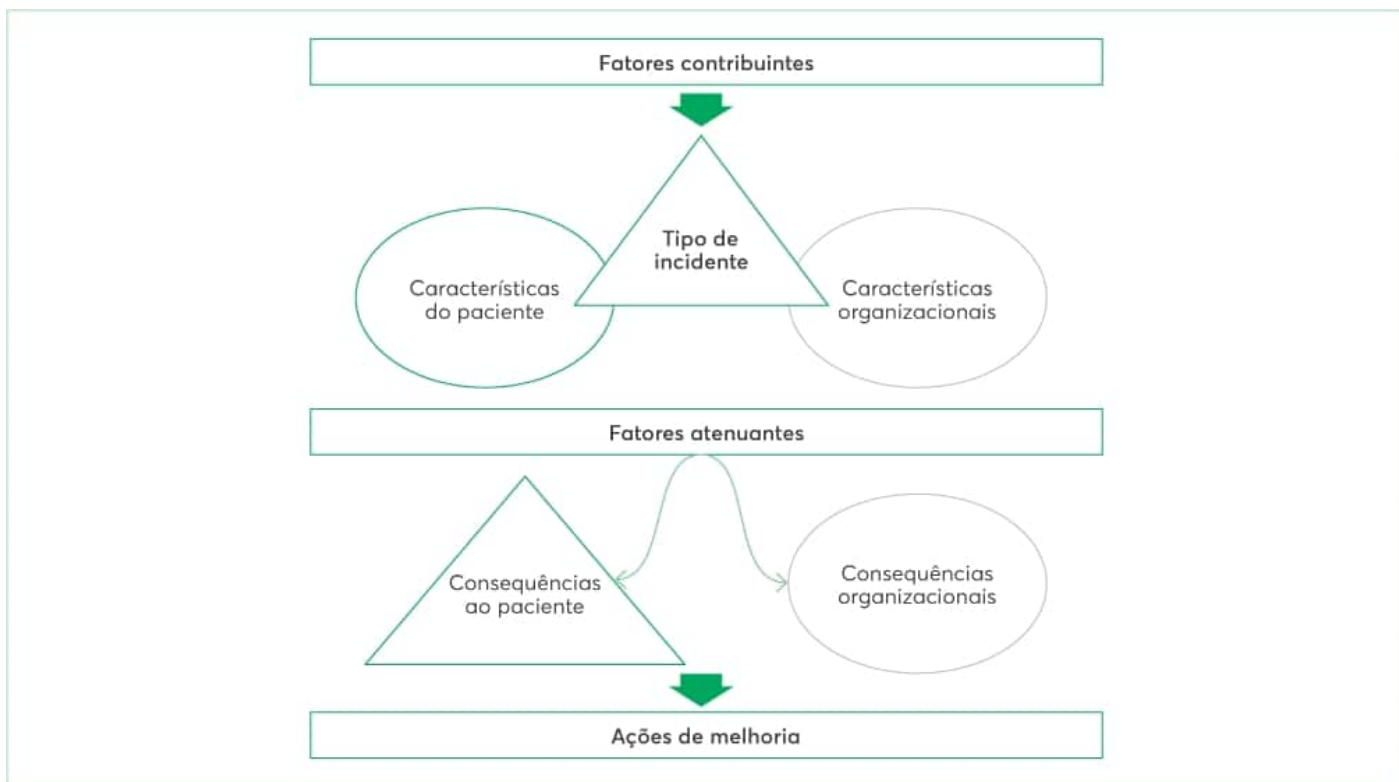 Fatores contribuintes
Tipo de
incidente
Características
do paciente
Características
organizacionais
Fatores atenuantes
Consequências
ao paciente
Consequências
organizacionais
Ações de melhoria